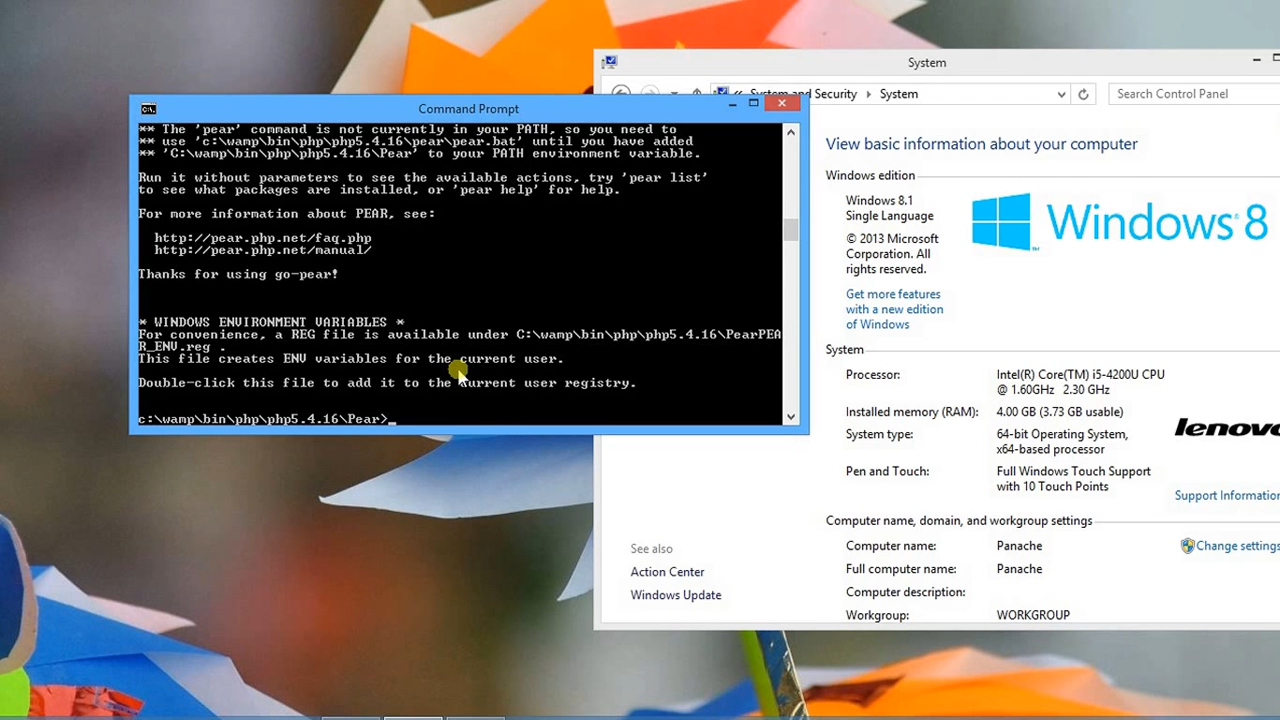 System
System and Security
System
Search Control Panel
Command Prompt
C:\.
** The 'pear' command is not currently in your PATH, so you need to
** use 'c:\wamp\bin\php\php5.4.16\pear\pear.bat' until you have added
** 'C:\wamp\bin\php\php5.4.16\Pear' to your PATH environment variable.
Run it without parameters to see the available actions, try 'pear list'
to see what packages are installed, or 'pear help' for help.
For more information about PEAR, see:
http://pear.php.net/faq.php
http://pear.php.net/manual/
Thanks for using go-pear!
* WINDOWS ENVIRONMENT VARIABLES *
For convenience, a REG file is available under C:\wamp\bin\php\php5.4.16\PearPEA
R_ENV.reg .
This file creates ENV variables for the current user.
Double-click this file to add it to the current user registry.
c:\wamp\bin\php\php5.4.16\Pear>_
View basic information about your computer
Windows edition
Windows 8.1
Single Language
© 2013 Microsoft
Corporation. All
rights reserved.
Get more features
with a new edition
of Windows
Windows 8
System
Processor: Intel(R) Core(TM) i5-4200U CPU
@ 1.60GHz 2.30 GHz
Installed memory (RAM): 4.00 GB (3.73 GB usable)
System type: 64-bit Operating System,
x64-based processor
Pen and Touch: Full Windows Touch Support
with 10 Touch Points
lenovo
Support Information
Computer name, domain, and workgroup settings
Computer name: Panache
Change settings
Full computer name: Panache
Computer description:
Workgroup: WORKGROUP
See also
Action Center
Windows Update